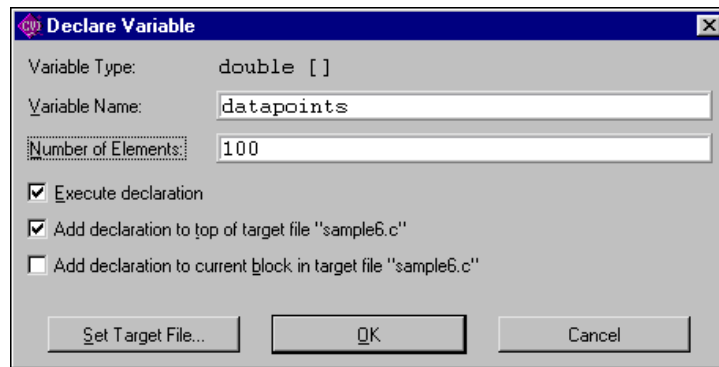 CVI Declare Variable
Variable Type: double []
Variable Name: datapoints
Number of Elements: 100
Execute declaration
Add declaration to top of target file "sample6.c"
Add declaration to current block in target file "sample6.c"
Set Target File... OK Cancel